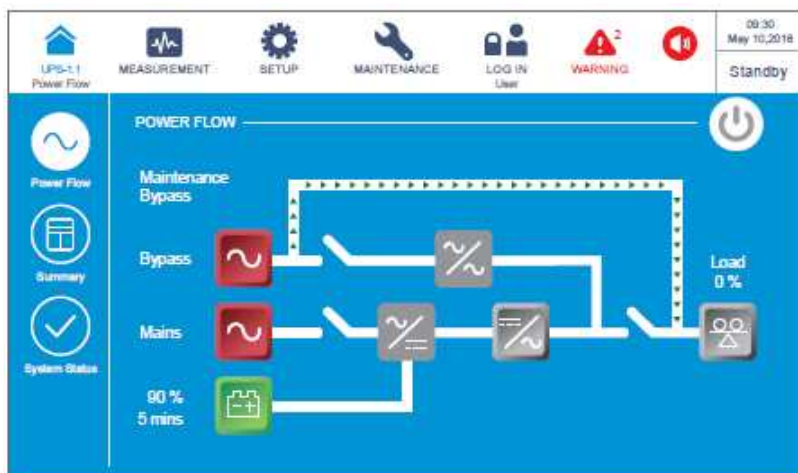 UPS-1.1
Power Flow
MEASUREMENT
SETUP
MAINTENANCE
LOG IN
User
2
WARNING
09:30
May 10,2016
Standby
POWER FLOW
Power Flow
Summary
System Status
Maintenance
Bypass
Bypass
Load
0 %
Mains
90 %
5 mins